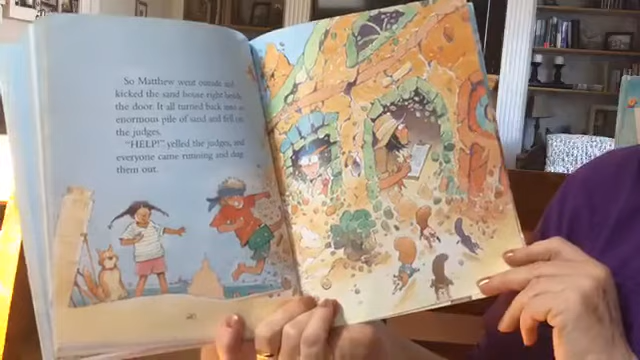 So Matthew went outside and
kicked the sand house right beside
the door. It all turned back into an
enormous pile of sand and fell on
the judges.
"HELP!" yelled the judges, and
everyone came running and dug
them out.